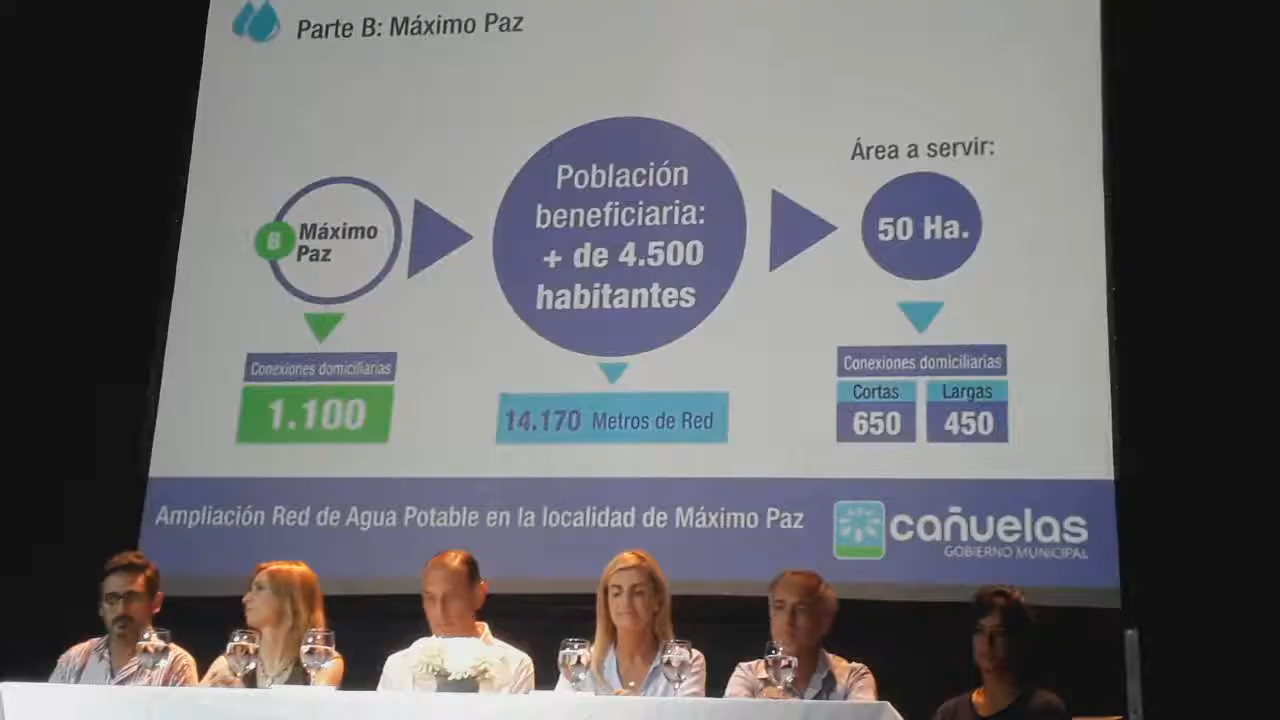 Parte B: Máximo Paz
B
Máximo
Paz
Conexiones domiciliarias
1.100
Población
beneficiaria:
+ de 4.500
habitantes
14.170 Metros de Red
Área a servir:
50 Ha.
Conexiones domiciliarias
Cortas
650
Largas
450
Ampliación Red de Agua Potable en la localidad de Máximo Paz
cañuelas
GOBIERNO MUNICIPAL